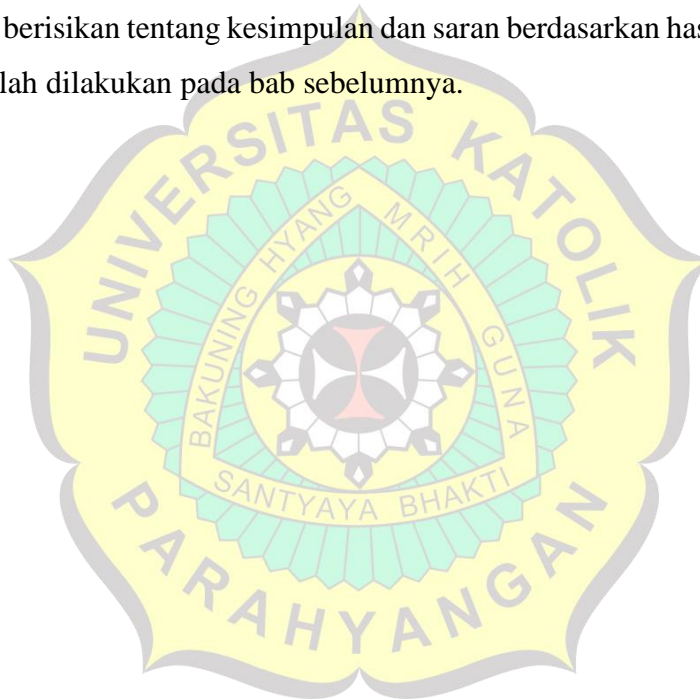 berisikan tentang kesimpulan dan saran berdasarkan has
lah dilakukan pada bab sebelumnya.
UNIVERSITAS KATOLIK
PARAHYANGAN
BAKUNING HYANG MRIH GUNA
SANTYAYA BHAKTI